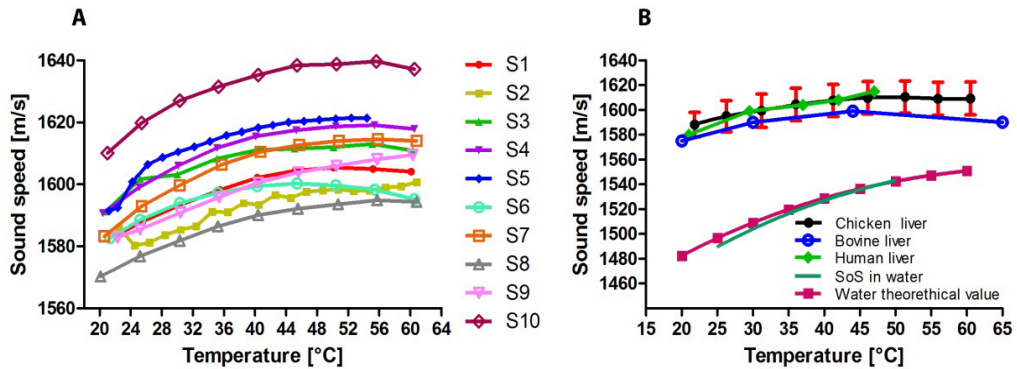 A
Sound speed [m/s]
1640
1620
1600
1580
1560
20 24 28 32 36 40 44 48 52 56 60 64
Temperature [°C]
S1
S2
S3
S4
S5
S6
S7
S8
S9
S10
B
Sound speed [m/s]
1640
1620
1600
1580
1560
1540
1520
1500
1480
1460
15 20 25 30 35 40 45 50 55 60 65
Temperature [°C]
Chicken liver
Bovine liver
Human liver
SoS in water
Water theorethical value